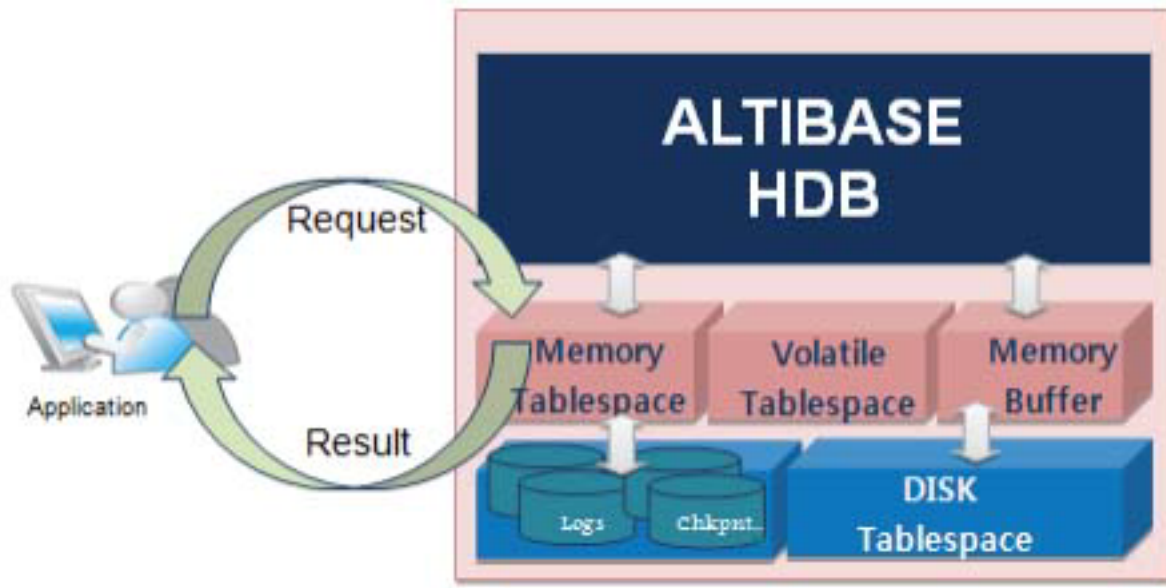 ALTIBASE
HDB
Request
Memory
Tablespace
Volatile
Tablespace
Memory
Buffer
Application
Result
Logs
Chkpnt...
DISK
Tablespace